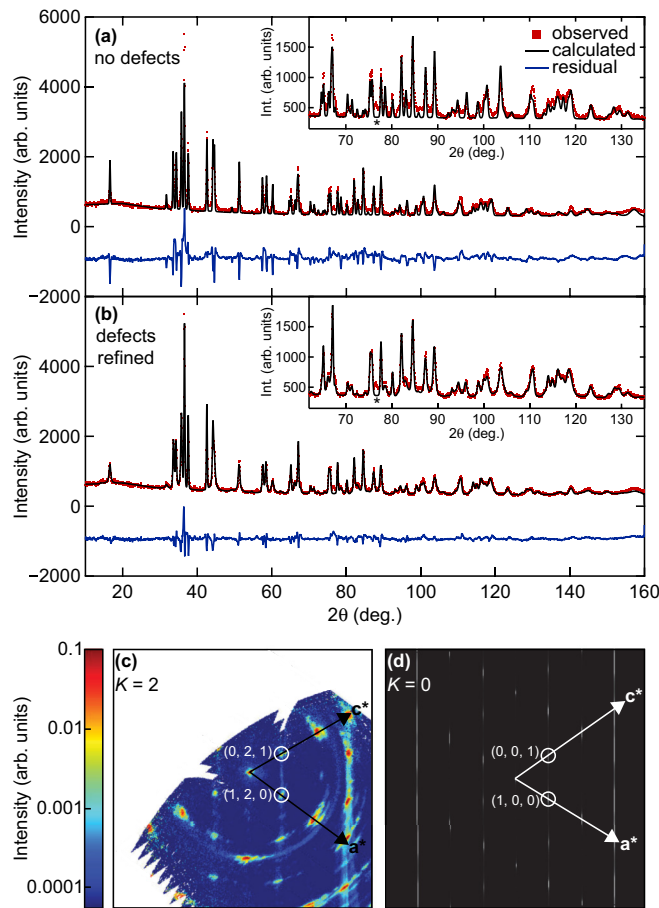 (a)
no defects
observed
calculated
residual
Intensity (arb. units)
6000
4000
2000
0
−2000
Int. (arb. units)
1500
1000
500
*
70 80 90 100 110 120 130
2θ (deg.)
(b)
defects
refined
Intensity (arb. units)
6000
4000
2000
0
−2000
Int. (arb. units)
1500
1000
500
*
70 80 90 100 110 120 130
2θ (deg.)
20 40 60 80 100 120 140 160
2θ (deg.)
Intensity (arb. units)
0.1
0.01
0.001
0.0001
(c)
K = 2
c*
(0, 2, 1)
(1, 2, 0)
a*
(d)
K = 0
c*
(0, 0, 1)
(1, 0, 0)
a*